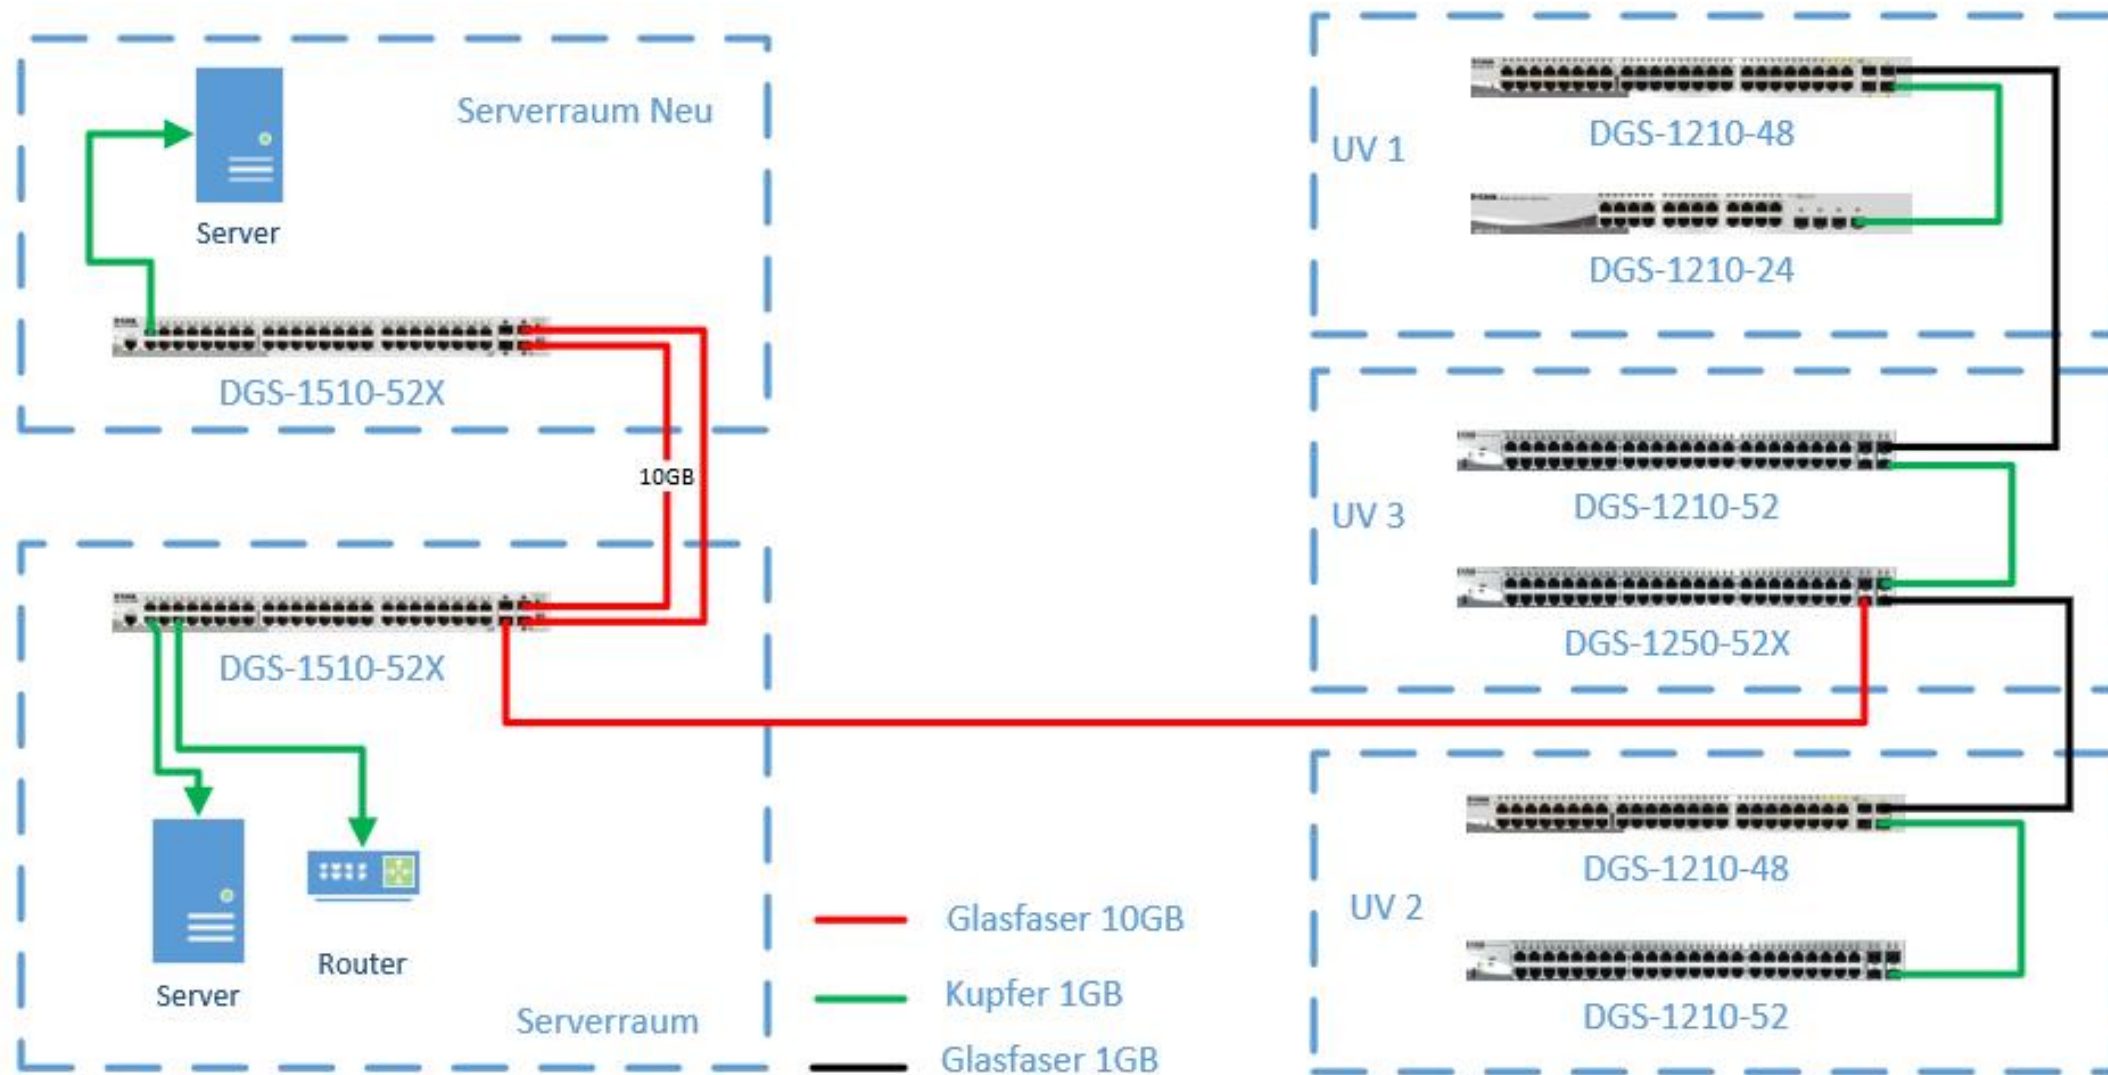 Serverraum Neu
Server
DGS-1510-52X
10GB
DGS-1510-52X
Server
Router
Serverraum
Glasfaser 10GB
Kupfer 1GB
Glasfaser 1GB
UV 1
DGS-1210-48
DGS-1210-24
UV 3
DGS-1210-52
DGS-1250-52X
UV 2
DGS-1210-48
DGS-1210-52